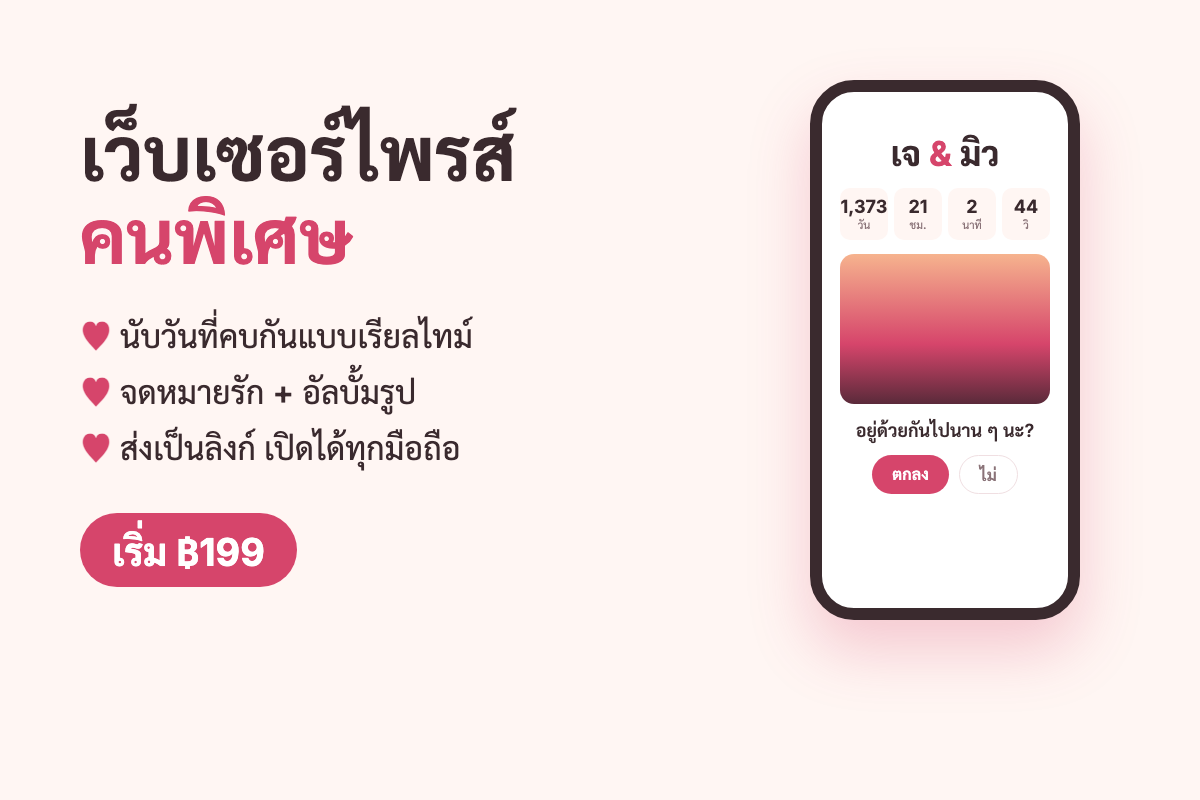 เว็บเซอร์ไพรส์
คนพิเศษ
นับวันที่คบกันแบบเรียลไทม์
จดหมายรัก + อัลบั้มรูป
ส่งเป็นลิงก์ เปิดได้ทุกมือถือ
เริ่ม ฿199
เจ & มิว
1,373 21 2 44
วัน ชม. นาที วิ
อยู่ด้วยกันไปนาน ๆ นะ?
ตกลง ไม่